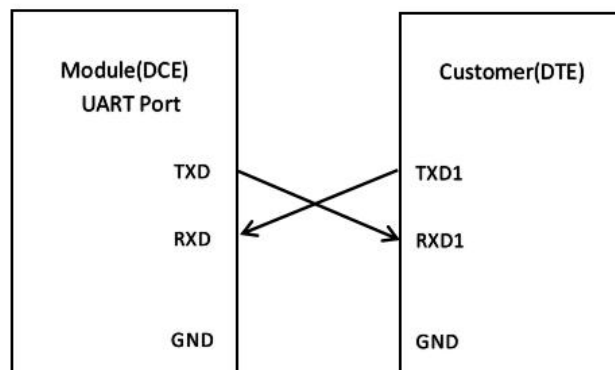 Module(DCE)
UART Port
TXD
RXD
GND
Customer(DTE)
TXD1
RXD1
GND